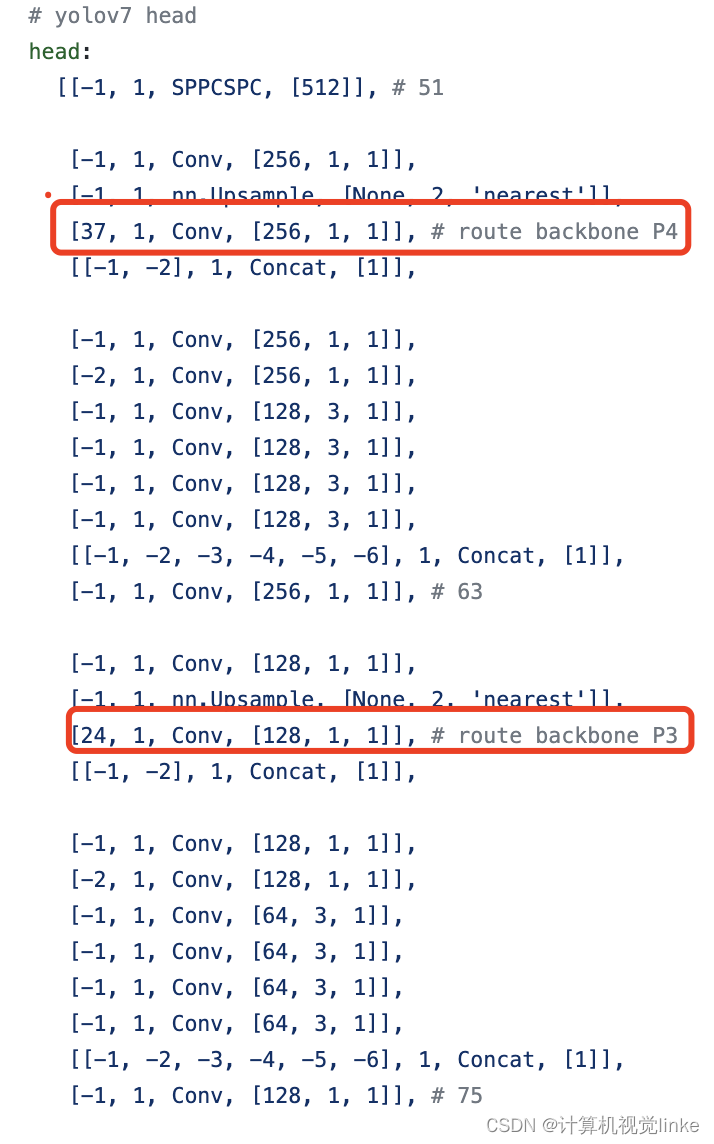 # yolov7 head
head:
[[-1, 1, SPPCSPC, [512]], # 51
[-1, 1, Conv, [256, 1, 1]],
[-1, 1, nn.Upsample, [None, 2, 'nearest']],
[37, 1, Conv, [256, 1, 1]], # route backbone P4
[[-1, -2], 1, Concat, [1]],
[-1, 1, Conv, [256, 1, 1]],
[-2, 1, Conv, [256, 1, 1]],
[-1, 1, Conv, [128, 3, 1]],
[-1, 1, Conv, [128, 3, 1]],
[-1, 1, Conv, [128, 3, 1]],
[-1, 1, Conv, [128, 3, 1]],
[[-1, -2, -3, -4, -5, -6], 1, Concat, [1]],
[-1, 1, Conv, [256, 1, 1]], # 63
[-1, 1, Conv, [128, 1, 1]],
[-1, 1, nn.Upsample, [None, 2, 'nearest']],
[24, 1, Conv, [128, 1, 1]], # route backbone P3
[[-1, -2], 1, Concat, [1]],
[-1, 1, Conv, [128, 1, 1]],
[-2, 1, Conv, [128, 1, 1]],
[-1, 1, Conv, [64, 3, 1]],
[-1, 1, Conv, [64, 3, 1]],
[-1, 1, Conv, [64, 3, 1]],
[-1, 1, Conv, [64, 3, 1]],
[[-1, -2, -3, -4, -5, -6], 1, Concat, [1]],
[-1, 1, Conv, [128, 1, 1]], # 75
CSDN @计算机视觉linke